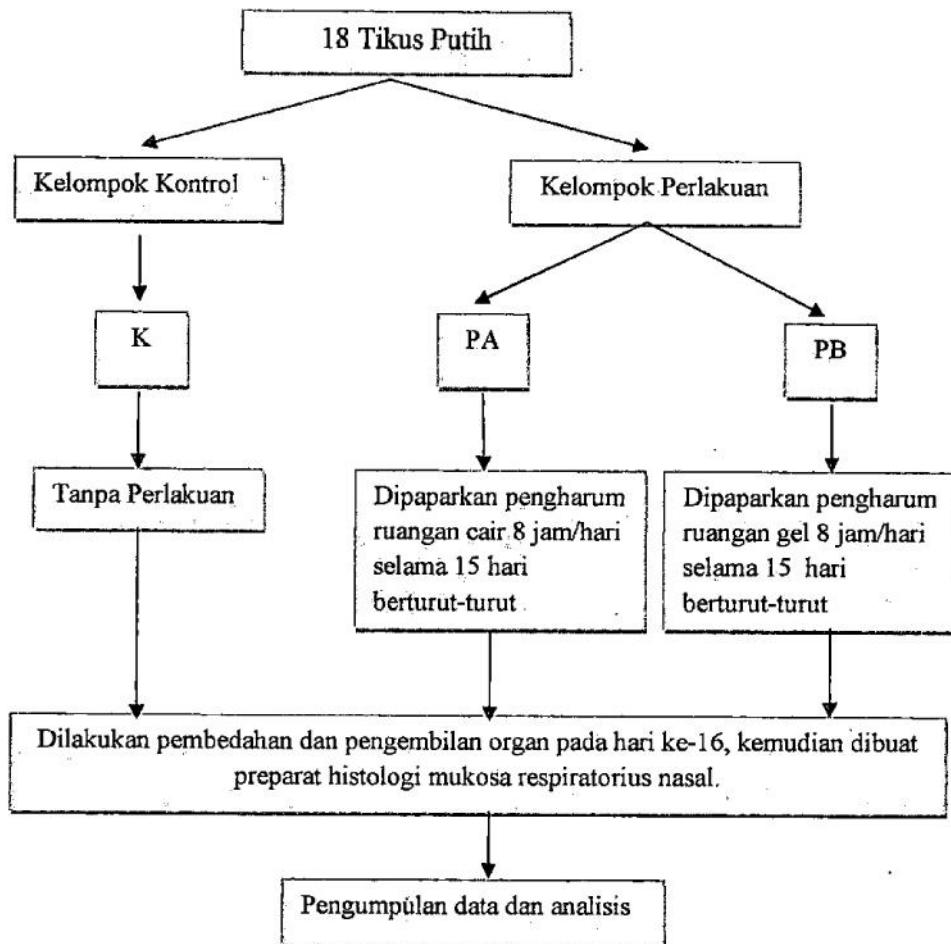 18 Tikus Putih
Kelompok Kontrol
Kelompok Perlakuan
K
PA
PB
Tanpa Perlakuan
Dipaparkan pengharum
ruangan cair 8 jam/hari
selama 15 hari
berturut-turut
Dipaparkan pengharum
ruangan gel 8 jam/hari
selama 15 hari
berturut-turut
Dilakukan pembedahan dan pengembilan organ pada hari ke-16, kemudian dibuat
preparat histologi mukosa respiratorius nasal.
Pengumpulan data dan analisis